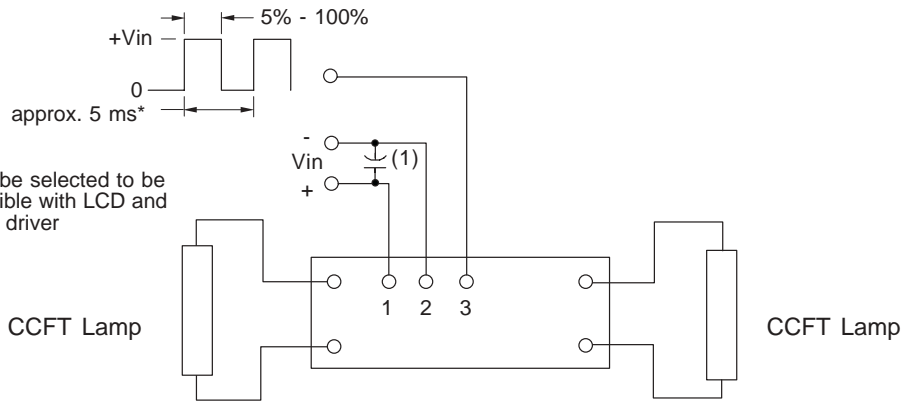 5% - 100%
+Vin
0
approx. 5 ms*
-
Vin
+
(1)
be selected to be
ible with LCD and
driver
1 2 3
CCFT Lamp
CCFT Lamp